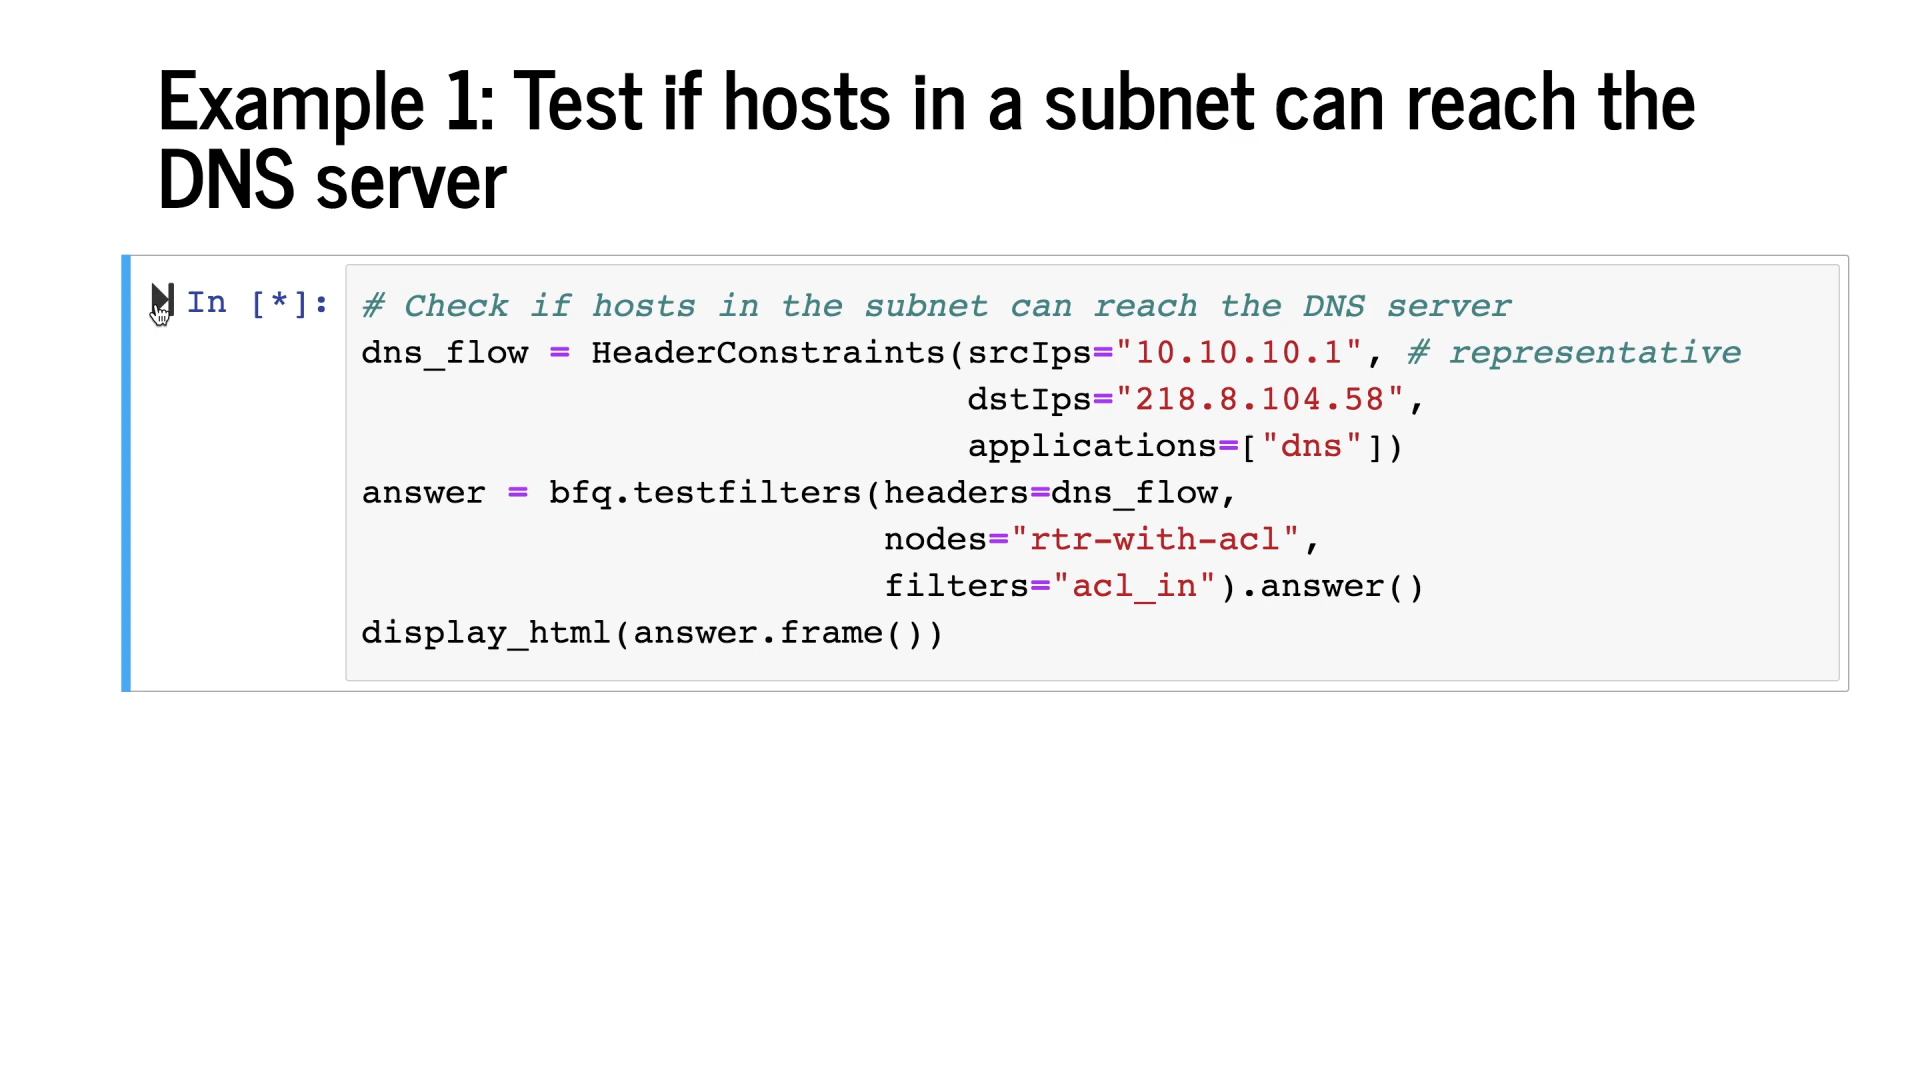 Example 1: Test if hosts in a subnet can reach the
DNS server
In [*]:
# Check if hosts in the subnet can reach the DNS server
dns_flow = HeaderConstraints(srcIps="10.10.10.1", # representative
dstIps="218.8.104.58",
applications=["dns"])
answer = bfq.testfilters(headers=dns_flow,
nodes="rtr-with-acl",
filters="acl_in").answer()
display_html(answer.frame())